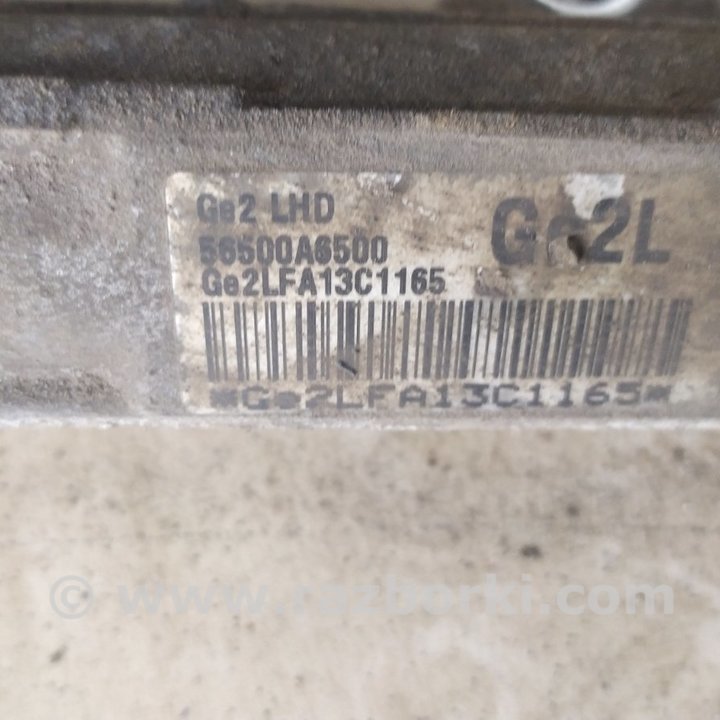 Ge2 LHD
Ge2L
56500A6500
Ge2LFA13C1165
*Ge2LFA13C1165*
© www.razborki.com